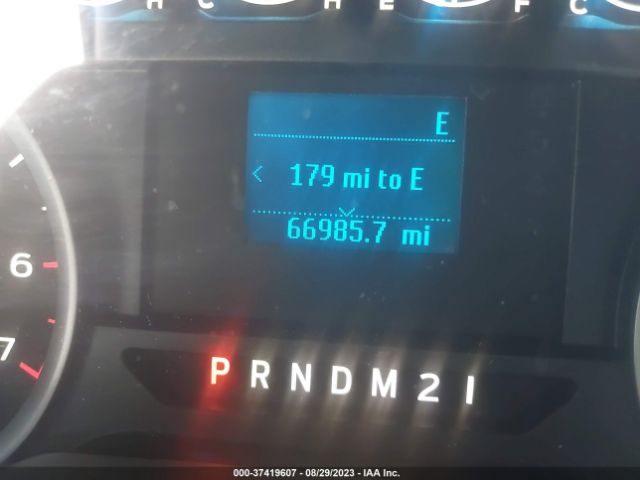 H C H E H F C
E
< 179 mi to E
66985.7 mi
6
7
P R N D M 2 1
000-37419607 - 08/29/2023 - IAA Inc.